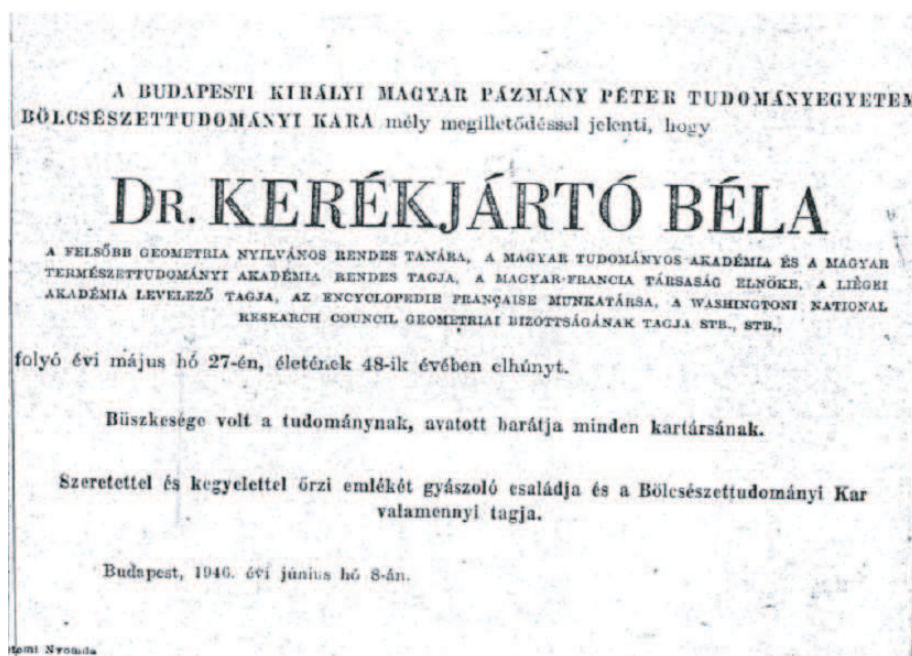 A BUDAPESTI KIRÁLYI MAGYAR PÁZMÁNY PÉTER TUDOMÁNYEGYETEM
BÖLCSÉSZETTUDOMÁNYI KARA mély megilletődéssel jelenti, hogy
DR. KERÉKJÁRTÓ BÉLA
A FELSŐBB GEOMETRIA NYILVÁNOS RENDES TANÁRA, A MAGYAR TUDOMÁNYOS AKADÉMIA ÉS A MAGYAR
TERMÉSZETTUDOMÁNYI AKADÉMIA RENDES TAGJA, A MAGYAR-FRANCIA TÁRSASÁG ELNÖKE, A LIÈGEI
AKADÉMIA LEVELEZŐ TAGJA, AZ ENCYCLOPEDIE FRANÇAISE MUNKATÁRSA, A WASHINGTONI NATIONAL
RESEARCH COUNCIL GEOMETRIAI BIZOTTSÁGÁNAK TAGJA STB., STB.,
folyó évi május hó 27-én, életének 48-ik évében elhúnyt.
Büszkesége volt a tudománynak, avatott barátja minden kartársának.
Szeretettel és kegyelettel őrzi emlékét gyászoló családja és a Bölcsészettudományi Kar
valamennyi tagja.
Budapest, 1946. évi június hó 8-án.
temi Nyomda